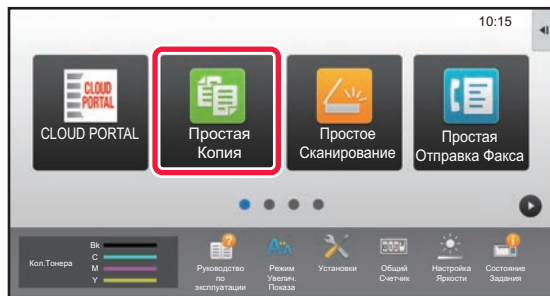 10:15
CLOUD
PORTAL
CLOUD PORTAL
Простая
Копия
Простое
Сканирование
Простая
Отправка Факса
Кол.Тонера
Bk
C
M
Y
Руководство
по
эксплуатации
Режим
Увелич.
Показа
Установки
Общий
Счетчик
Настройка
Яркости
Состояние
Задания